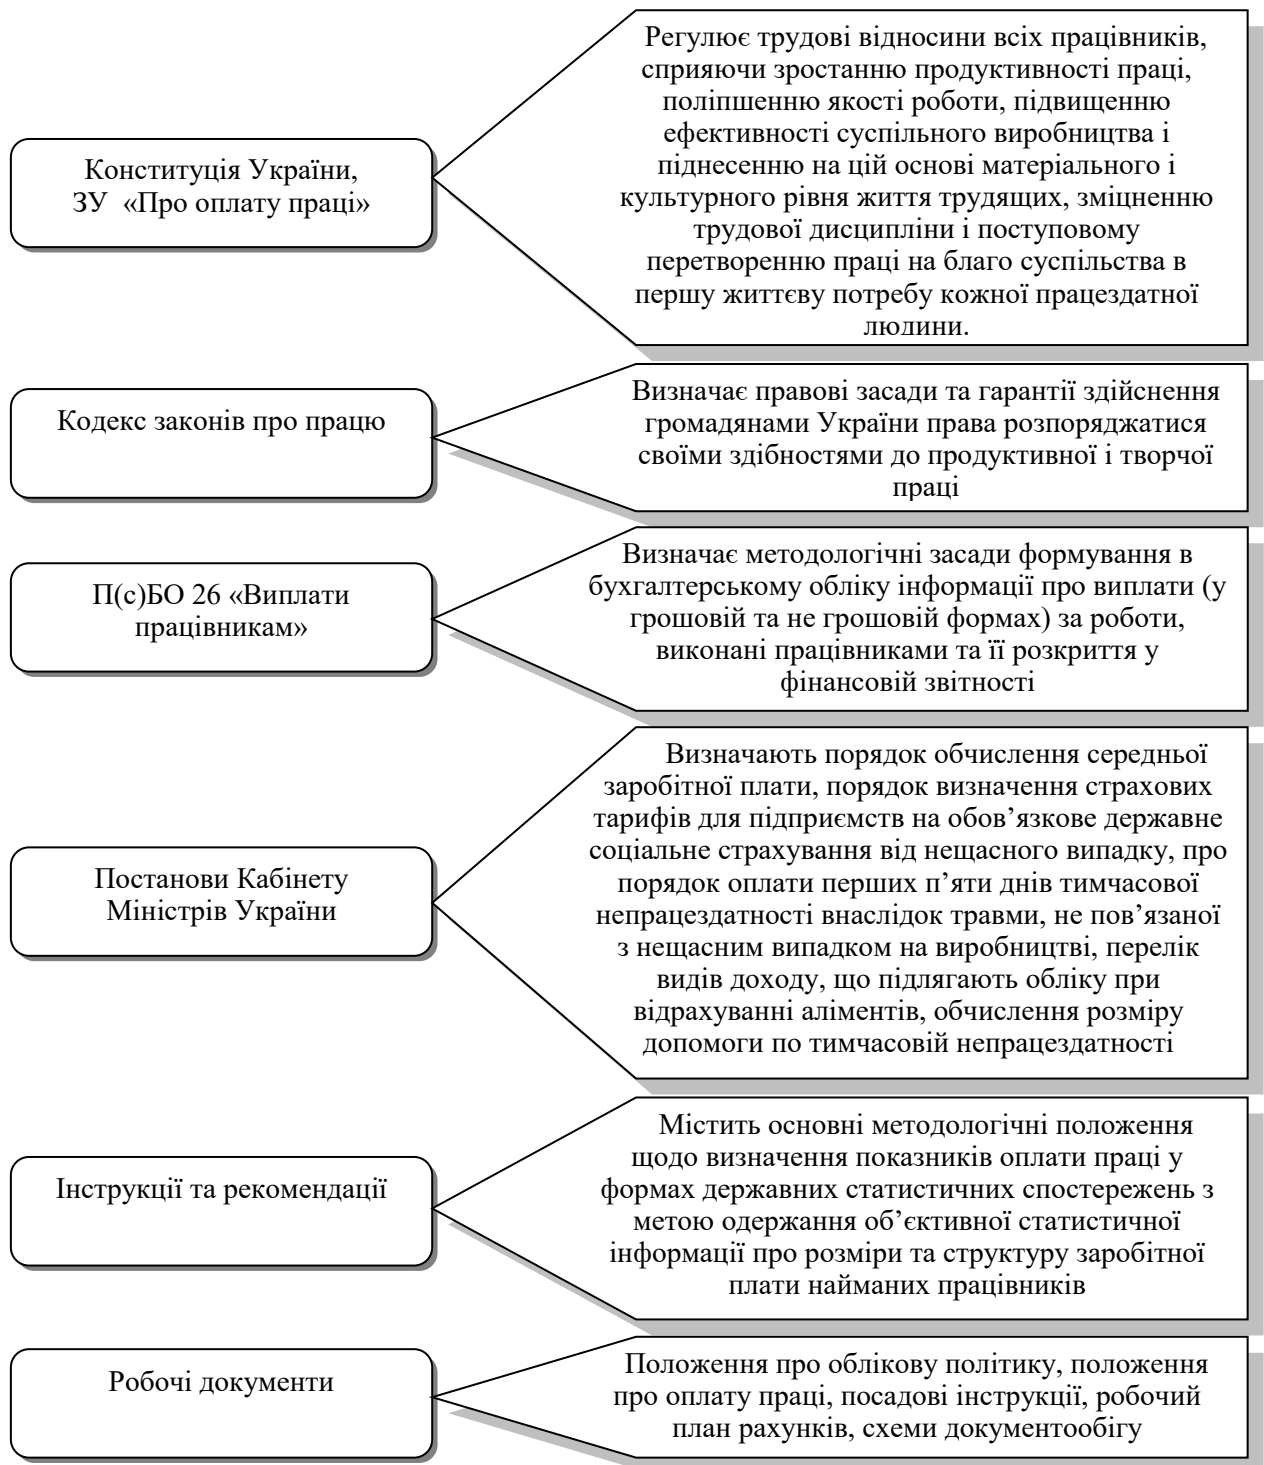 Регулює трудові відносини всіх працівників,
сприяючи зростанню продуктивності праці,
поліпшенню якості роботи, підвищенню
ефективності суспільного виробництва і
піднесенню на цій основі матеріального і
культурного рівня життя трудящих, зміцненню
трудової дисципліни і поступовому
перетворенню праці на благо суспільства в
першу життєву потребу кожної працездатної
людини.
Конституція України,
ЗУ «Про оплату праці»
Кодекс законів про працю
Визначає правові засади та гарантії здійснення
громадянами України права розпоряджатися
своїми здібностями до продуктивної і творчої
праці
П(с)БО 26 «Виплати
працівникам»
Визначає методологічні засади формування в
бухгалтерському обліку інформації про виплати (у
грошовій та не грошовій формах) за роботи,
виконані працівниками та її розкриття у
фінансовій звітності
Постанови Кабінету
Міністрів України
Визначають порядок обчислення середньої
заробітної плати, порядок визначення страхових
тарифів для підприємств на обов’язкове державне
соціальне страхування від нещасного випадку, про
порядок оплати перших п’яти днів тимчасової
непрацездатності внаслідок травми, не пов’язаної
з нещасним випадком на виробництві, перелік
видів доходу, що підлягають обліку при
відрахуванні аліментів, обчислення розміру
допомоги по тимчасовій непрацездатності
Інструкції та рекомендації
Містить основні методологічні положення
щодо визначення показників оплати праці у
формах державних статистичних спостережень з
метою одержання об’єктивної статистичної
інформації про розміри та структуру заробітної
плати найманих працівників
Робочі документи
Положення про облікову політику, положення
про оплату праці, посадові інструкції, робочий
план рахунків, схеми документообігу